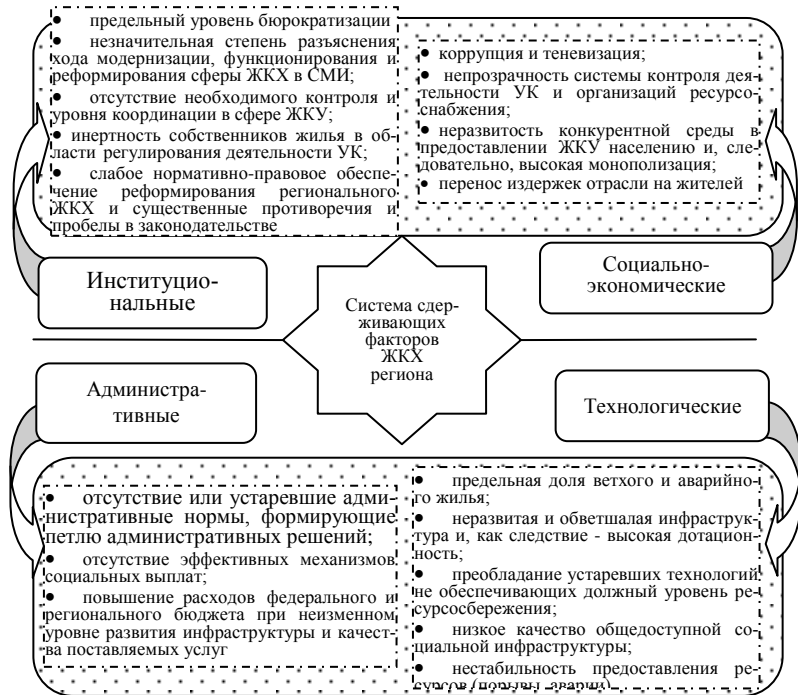 • предельный уровень бюрократизации
• незначительная степень разъяснения
хода модернизации, функционирования и
реформирования сферы ЖКХ в СМИ;
• отсутствие необходимого контроля и
уровня координации в сфере ЖКУ;
• инертность собственников жилья в об-
ласти регулирования деятельности УК;
• слабое нормативно-правовое обеспе-
чение реформирования регионального
ЖКХ и существенные противоречия и
пробелы в законодательстве
• коррупция и теневизация;
• непрозрачность системы контроля дея-
тельности УК и организаций ресурсо-
снабжения;
• неразвитость конкурентной среды в
предоставлении ЖКУ населению и, сле-
довательно, высокая монополизация;
• перенос издержек отрасли на жителей
Институцио-
нальные
Социально-
экономические
Система сдер-
живающих
факторов
ЖКХ
региона
Администра-
тивные
Технологические
• отсутствие или устаревшие адми-
нистративные нормы, формирующие
петлю административных решений;
• отсутствие эффективных механизмов
социальных выплат;
• повышение расходов федерального и
регионального бюджета при неизменном
уровне развития инфраструктуры и качест-
ва поставляемых услуг
• предельная доля ветхого и аварийно-
го жилья;
• неразвитая и обветшалая инфраструк-
тура и, как следствие - высокая дотацион-
ность;
• преобладание устаревших технологий
не обеспечивающих должный уровень ре-
сурсосбережения;
• низкое качество общедоступной со-
циальной инфраструктуры;
• нестабильность предоставления ре-
сурсов (порывы, аварии)